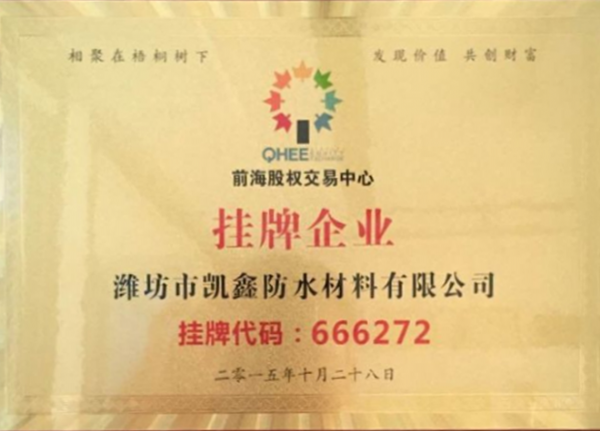 相聚在梧桐树下
发现价值 共创财富
QHEE
前海股权交易中心
挂牌企业
潍坊市凯鑫防水材料有限公司
挂牌代码：666272
二零一五年十月二十八日